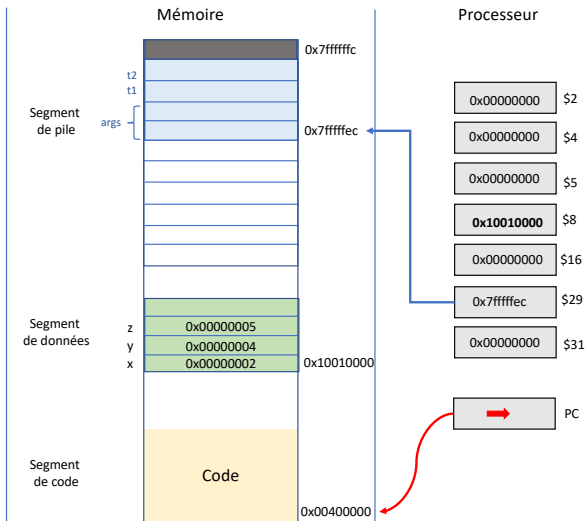 Mémoire
Processeur
0x7ffffffc
t2
t1
args
Segment
de pile
0x7fffffec
0x00000000 $2
0x00000000 $4
0x00000000 $5
0x10010000 $8
0x00000000 $16
0x7fffffec $29
0x00000000 $31
PC
Segment
de données
z 0x00000005
y 0x00000004
x 0x00000002 0x10010000
Segment
de code
Code
0x00400000